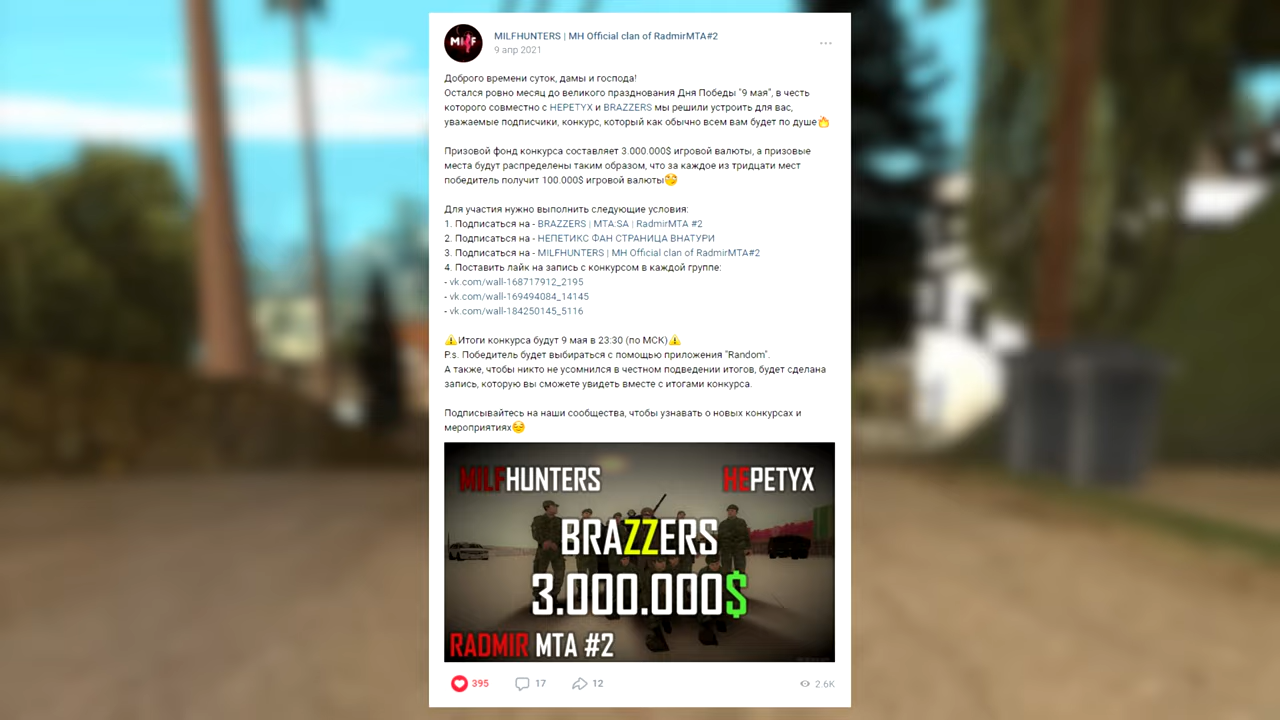 MILF
MILFHUNTERS | MH Official clan of RadmirMTA#2
9 апр 2021
Доброго времени суток, дамы и господа!
Остался ровно месяц до великого празднования Дня Победы "9 мая", в честь
которого совместно с HEPETYX и BRAZZERS мы решили устроить для вас,
уважаемые подписчики, конкурс, который как обычно всем вам будет по душе
Призовой фонд конкурса составляет 3.000.000$ игровой валюты, а призовые
места будут распределены таким образом, что за каждое из тридцати мест
победитель получит 100.000$ игровой валюты
Для участия нужно выполнить следующие условия:
1. Подписаться на - BRAZZERS | MTA:SA | RadmirMTA #2
2. Подписаться на - НЕПЕТИКС ФАН СТРАНИЦА ВНАТУРИ
3. Подписаться на - MILFHUNTERS | MH Official clan of RadmirMTA#2
4. Поставить лайк на запись с конкурсом в каждой группе:
- vk.com/wall-168717912_2195
- vk.com/wall-169494084_14145
- vk.com/wall-184250145_5116
Итоги конкурса будут 9 мая в 23:30 (по МСК)
P.s. Победитель будет выбираться с помощью приложения "Random".
А также, чтобы никто не усомнился в честном подведении итогов, будет сделана
запись, которую вы сможете увидеть вместе с итогами конкурса.
Подписывайтесь на наши сообщества, чтобы узнавать о новых конкурсах и
мероприятиях
MILFHUNTERS HEPETYX
BRAZZERS
3.000.000$
RADMIR MTA #2
395 17 12 2.6K